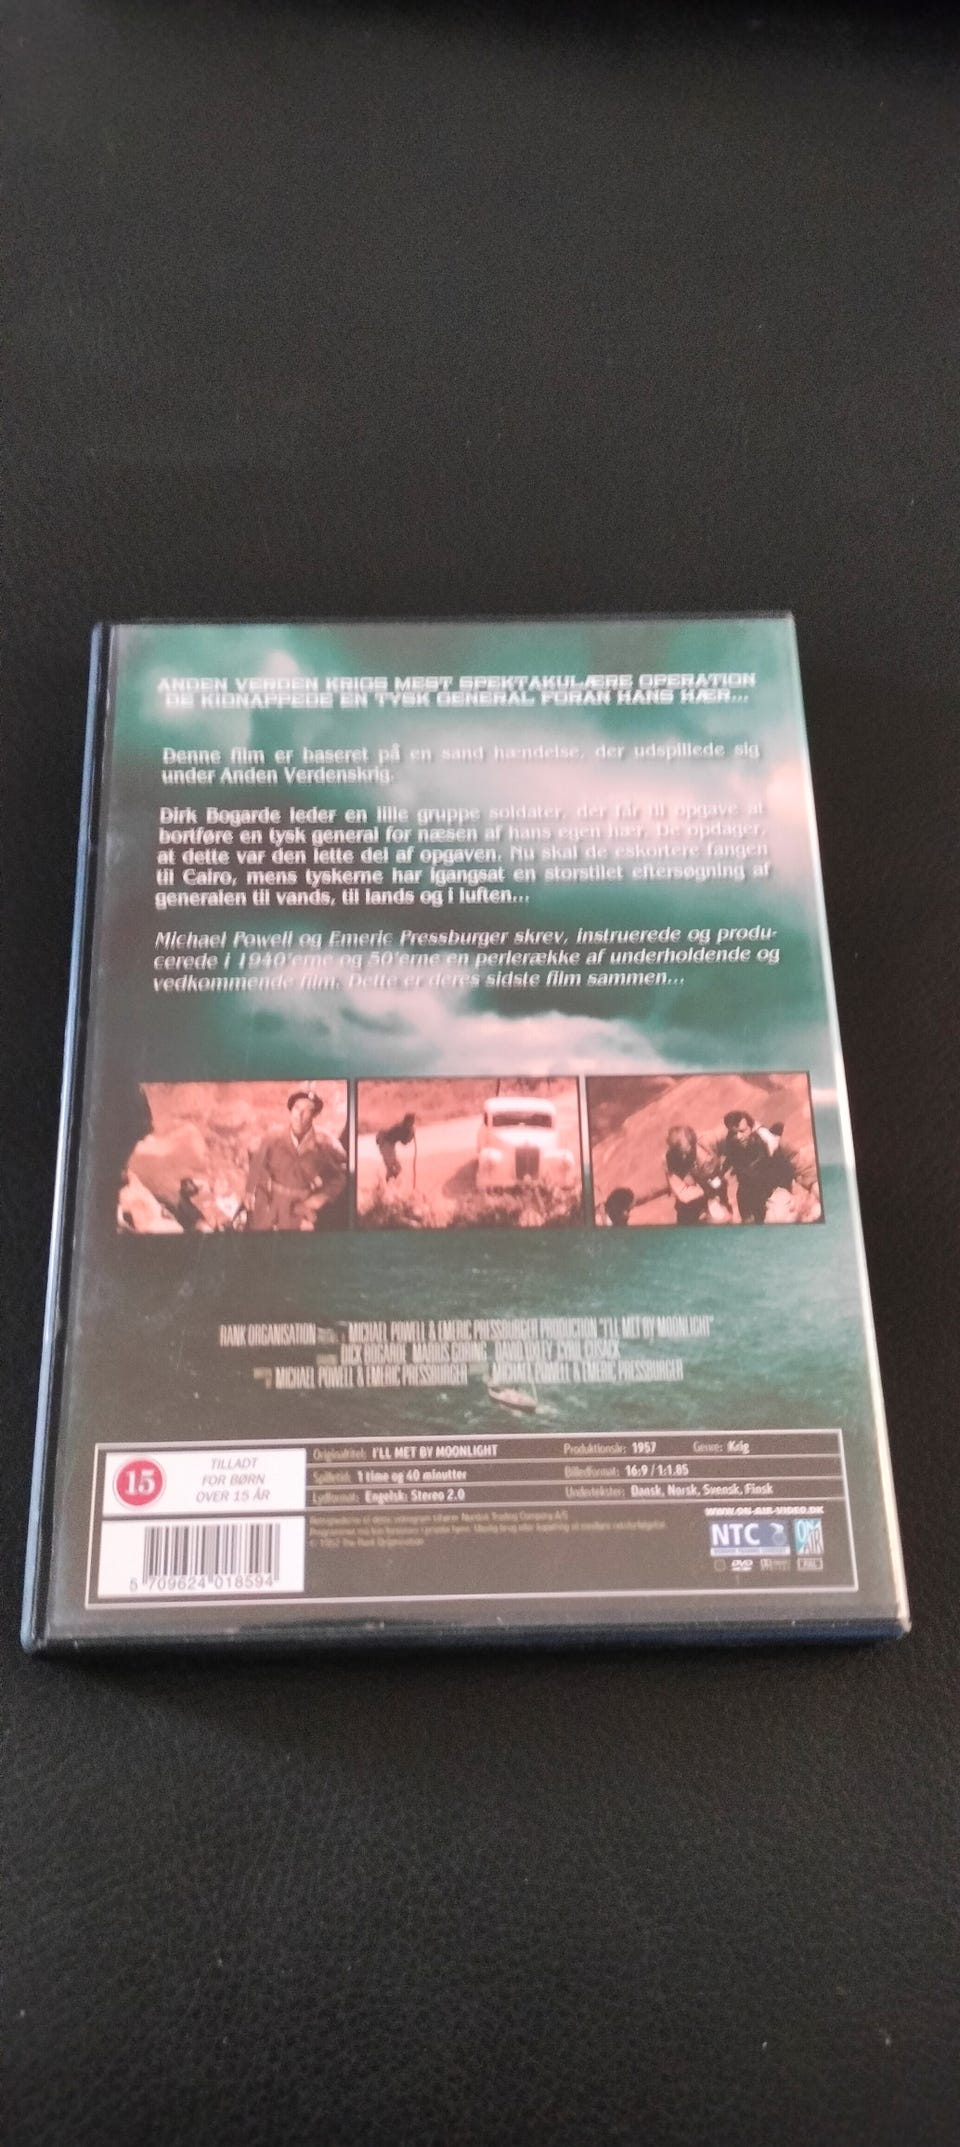 ANDEN VERDEN KRIGS MEST SPEKTAKULÆRE OPERATION
DE KIDNAPPEDE EN TYSK GENERAL FORAN HANS HÆR...
Denne film er baseret på en sand hændelse, der udspillede sig
under Anden Verdenskrig.
Dirk Bogarde leder en lille gruppe soldater, der får til opgave at
bortføre en tysk general for næsen af hans egen hær. De opdager,
at dette var den lette del af opgaven. Nu skal de eskortere fangen
til Cairo, mens tyskerne har igangsat en storstilet eftersøgning af
generalen til vands, til lands og i luften...
Michael Powell og Emeric Pressburger skrev, instruerede og produ-
cerede i 1940'erne og 50'erne en perlerække af underholdende og
vedkommende film. Dette er deres sidste film sammen...
RANK ORGANISATION MICHAEL POWELL & EMERIC PRESSBURGER PRODUCTION "I'LL MET BY MOONLIGHT"
DICK BOGARDE MARIUS GORING DAVID OXLEY CYRIL CUSACK
MICHAEL POWELL & EMERIC PRESSBURGER MICHAEL POWELL & EMERIC PRESSBURGER
15
TILLADT
FOR BØRN
OVER 15 ÅR
Originaltitel: I'LL MET BY MOONLIGHT Produktionsår: 1957 Genre: Krig
Spilletid: 1 time og 40 minutter Billedformat: 16:9 / 1:1.85
Lydformat: Engelsk: Stereo 2.0 Undertekster: Dansk, Norsk, Svensk, Finsk
WWW.ON-AIR-VIDEO.DK
NTC
ON AIR
DVD
5 709624 018594